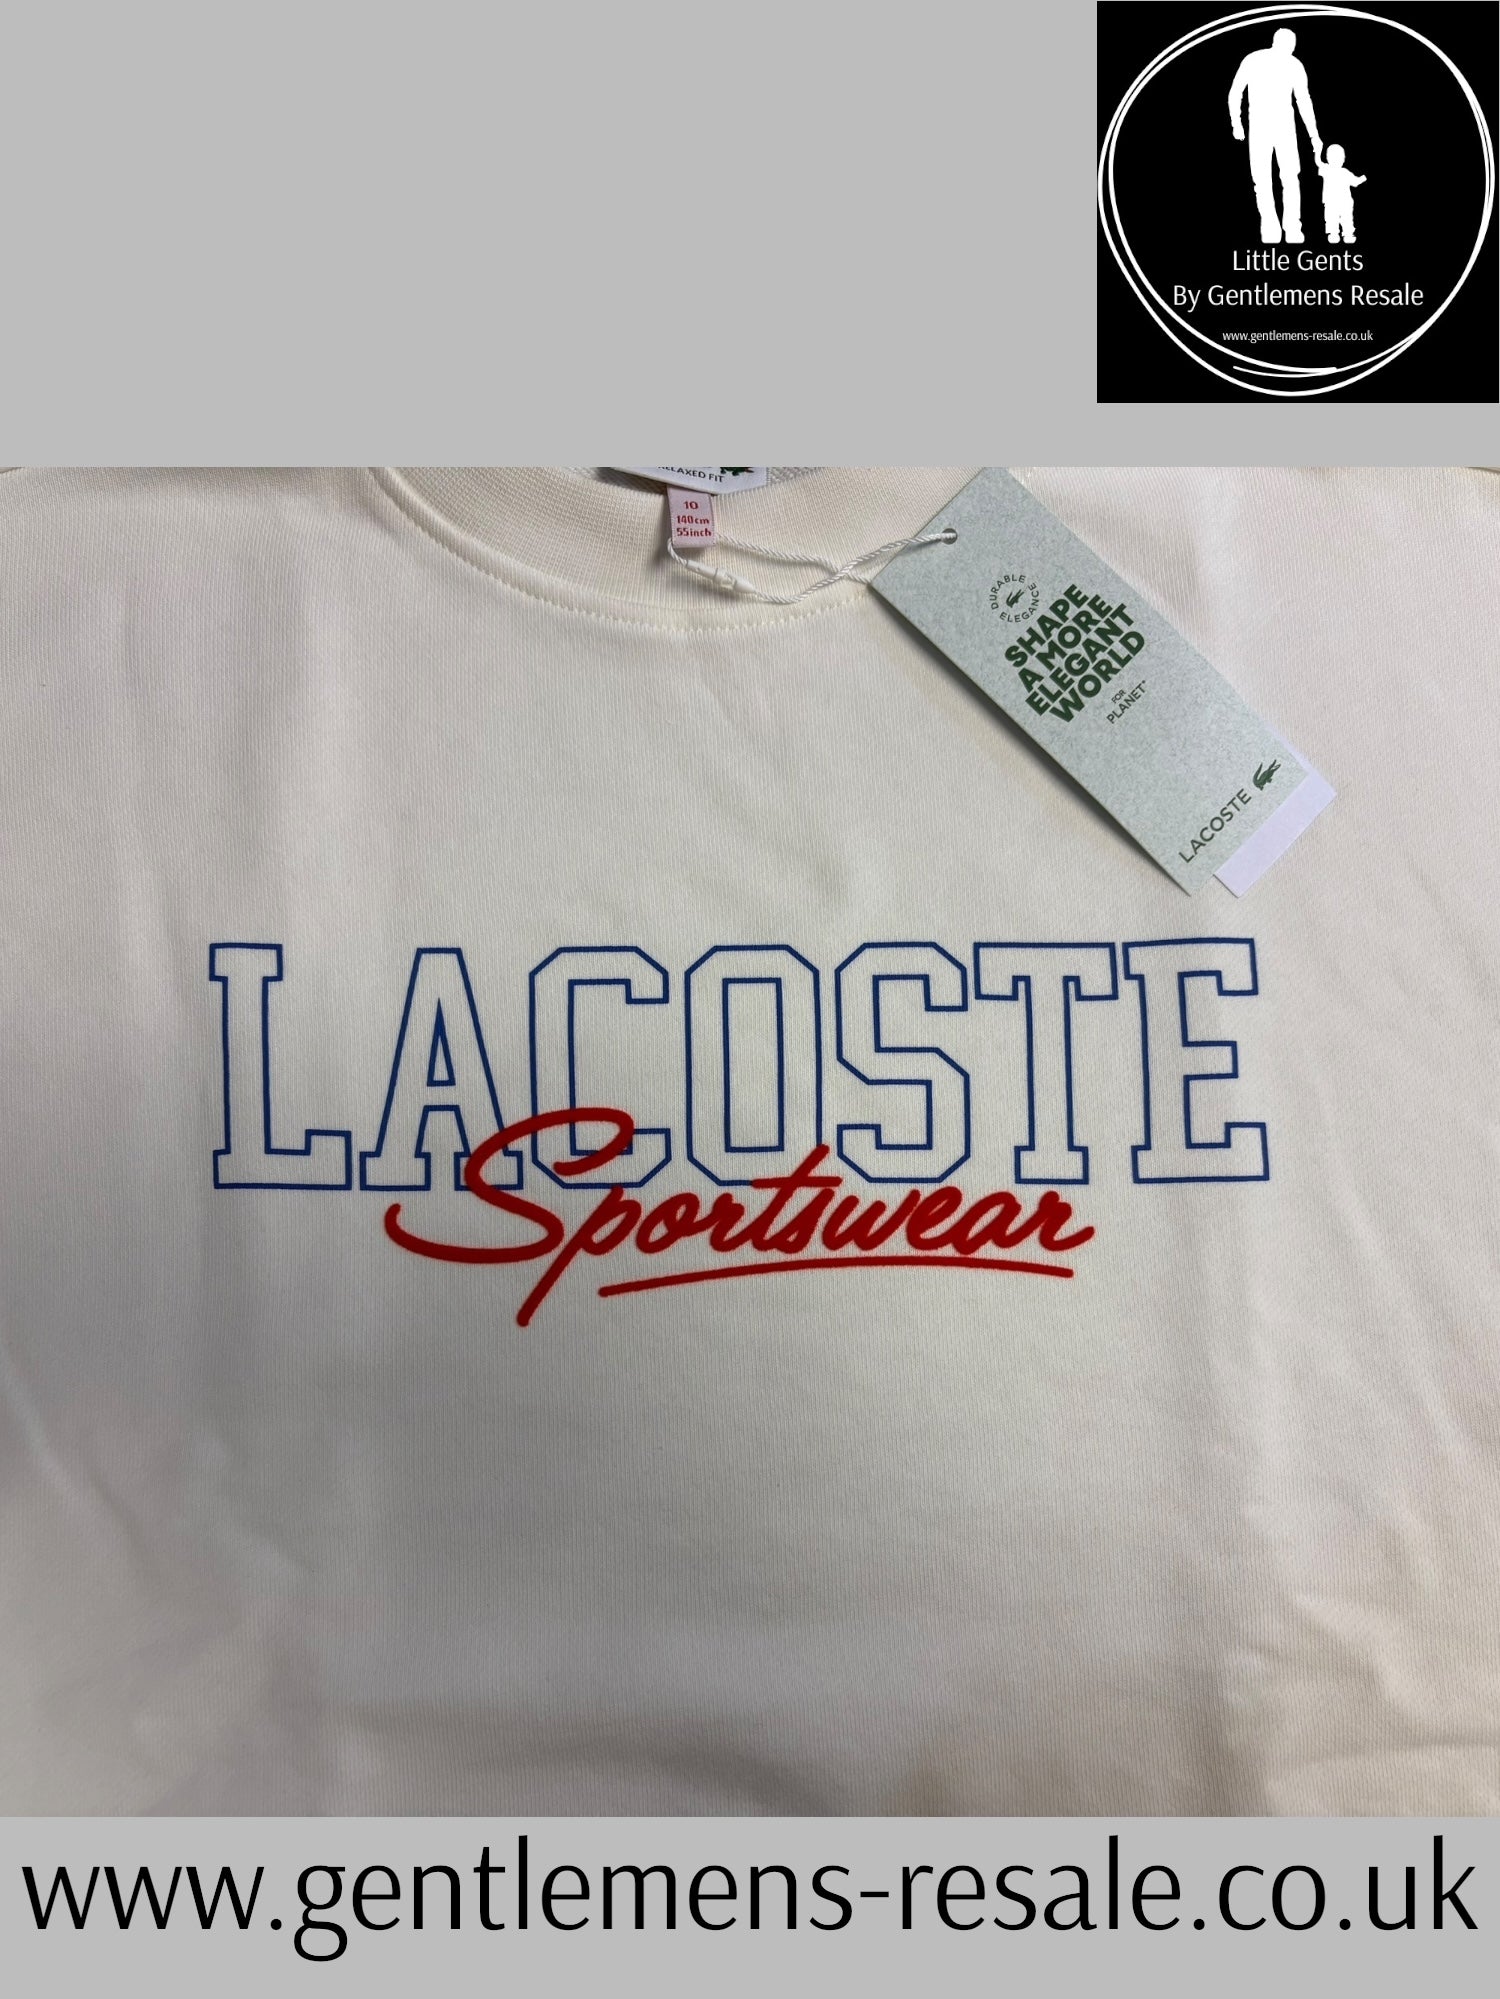 Little Gents
By Gentlemens Resale
www.gentlemens-resale.co.uk
RELAXED FIT
10
140cm
55inch
DURABLE
ELEGANCE
SHAPE
A MORE
ELEGANT
WORLD
FOR
PLANET*
LACOSTE
LACOSTE
Sportswear
www.gentlemens-resale.co.uk